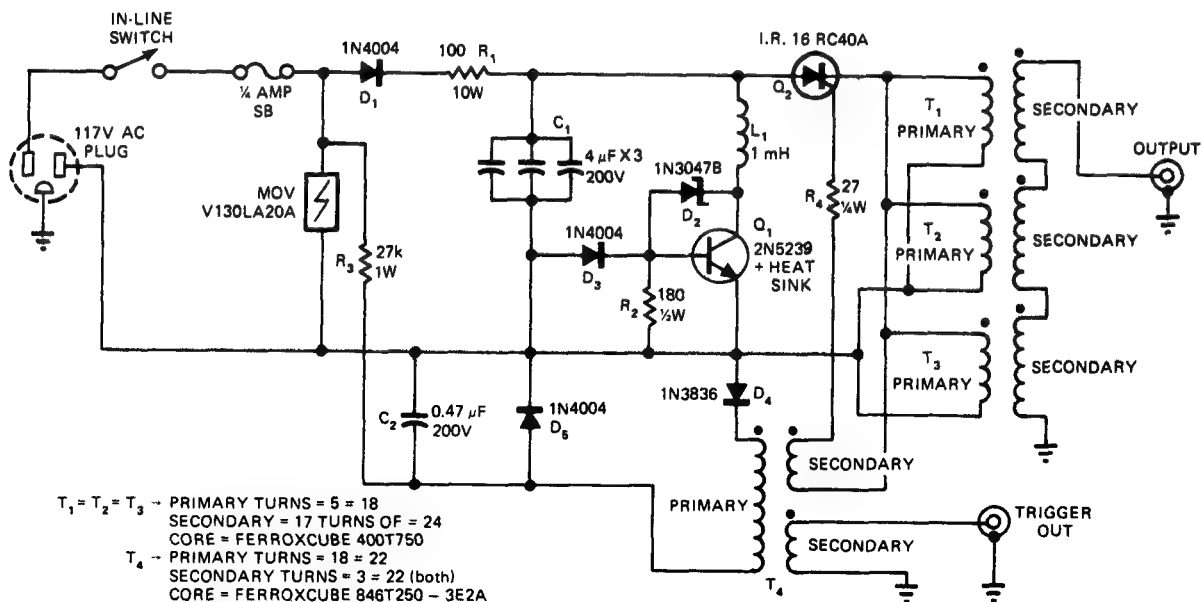 IN-LINE
SWITCH
¼ AMP
SB
117V AC
PLUG
1N4004
D1
100 R1
10W
I.R. 16 RC40A
Q2
MOV
V130LA20A
C1
4 µF X 3
200V
L1
1 mH
1N3047B
D2
R4
27
¼W
R3
27k
1W
1N4004
D3
Q1
2N5239
+ HEAT
SINK
R2
180
½W
T1
PRIMARY
SECONDARY
OUTPUT
T2
PRIMARY
SECONDARY
T3
PRIMARY
SECONDARY
C2
0.47 µF
200V
1N4004
D5
1N3836
D4
PRIMARY
SECONDARY
SECONDARY
T4
TRIGGER
OUT
T1 = T2 = T3 – PRIMARY TURNS = 5 = 18
SECONDARY = 17 TURNS OF = 24
CORE = FERROXCUBE 400T750
T4 – PRIMARY TURNS = 18 = 22
SECONDARY TURNS = 3 = 22 (both)
CORE = FERROXCUBE 846T250 – 3E2A